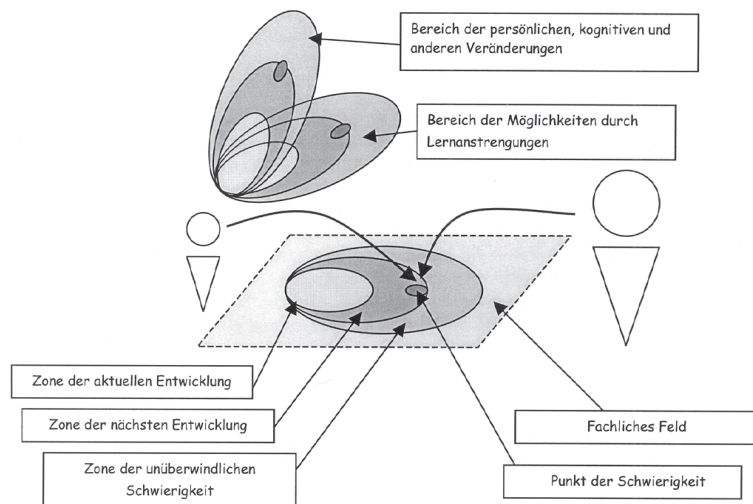 Bereich der persönlichen, kognitiven und
anderen Veränderungen
Bereich der Möglichkeiten durch
Lernanstrengungen
Zone der aktuellen Entwicklung
Zone der nächsten Entwicklung
Zone der unüberwindlichen
Schwierigkeit
Fachliches Feld
Punkt der Schwierigkeit